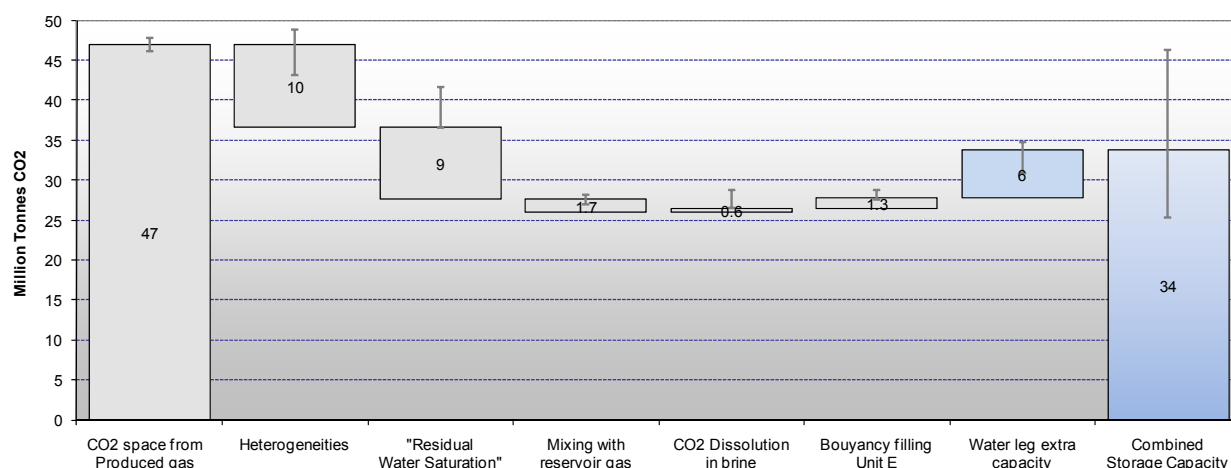 50
45
40
35
30
25
20
15
10
5
0
Million Tonnes CO2
47
10
9
1.7
0.6
1.3
6
34
CO2 space from
Produced gas
Heterogeneities
"Residual
Water Saturation"
Mixing with
reservoir gas
CO2 Dissolution
in brine
Bouyancy filling
Unit E
Water leg extra
capacity
Combined
Storage Capacity